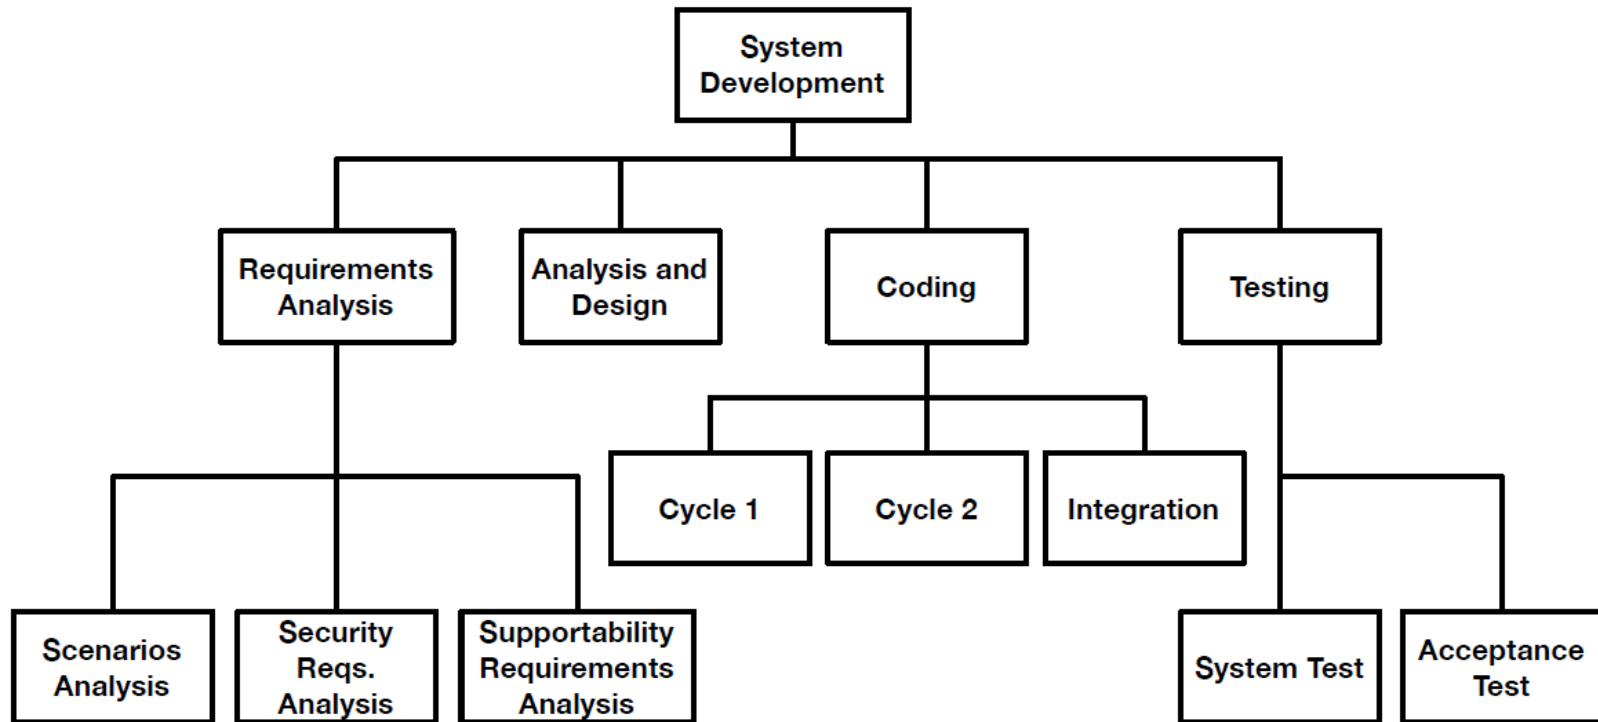 System
Development
Requirements
Analysis
Analysis and
Design
Coding
Testing
Cycle 1
Cycle 2
Integration
Scenarios
Analysis
Security
Reqs.
Analysis
Supportability
Requirements
Analysis
System Test
Acceptance
Test